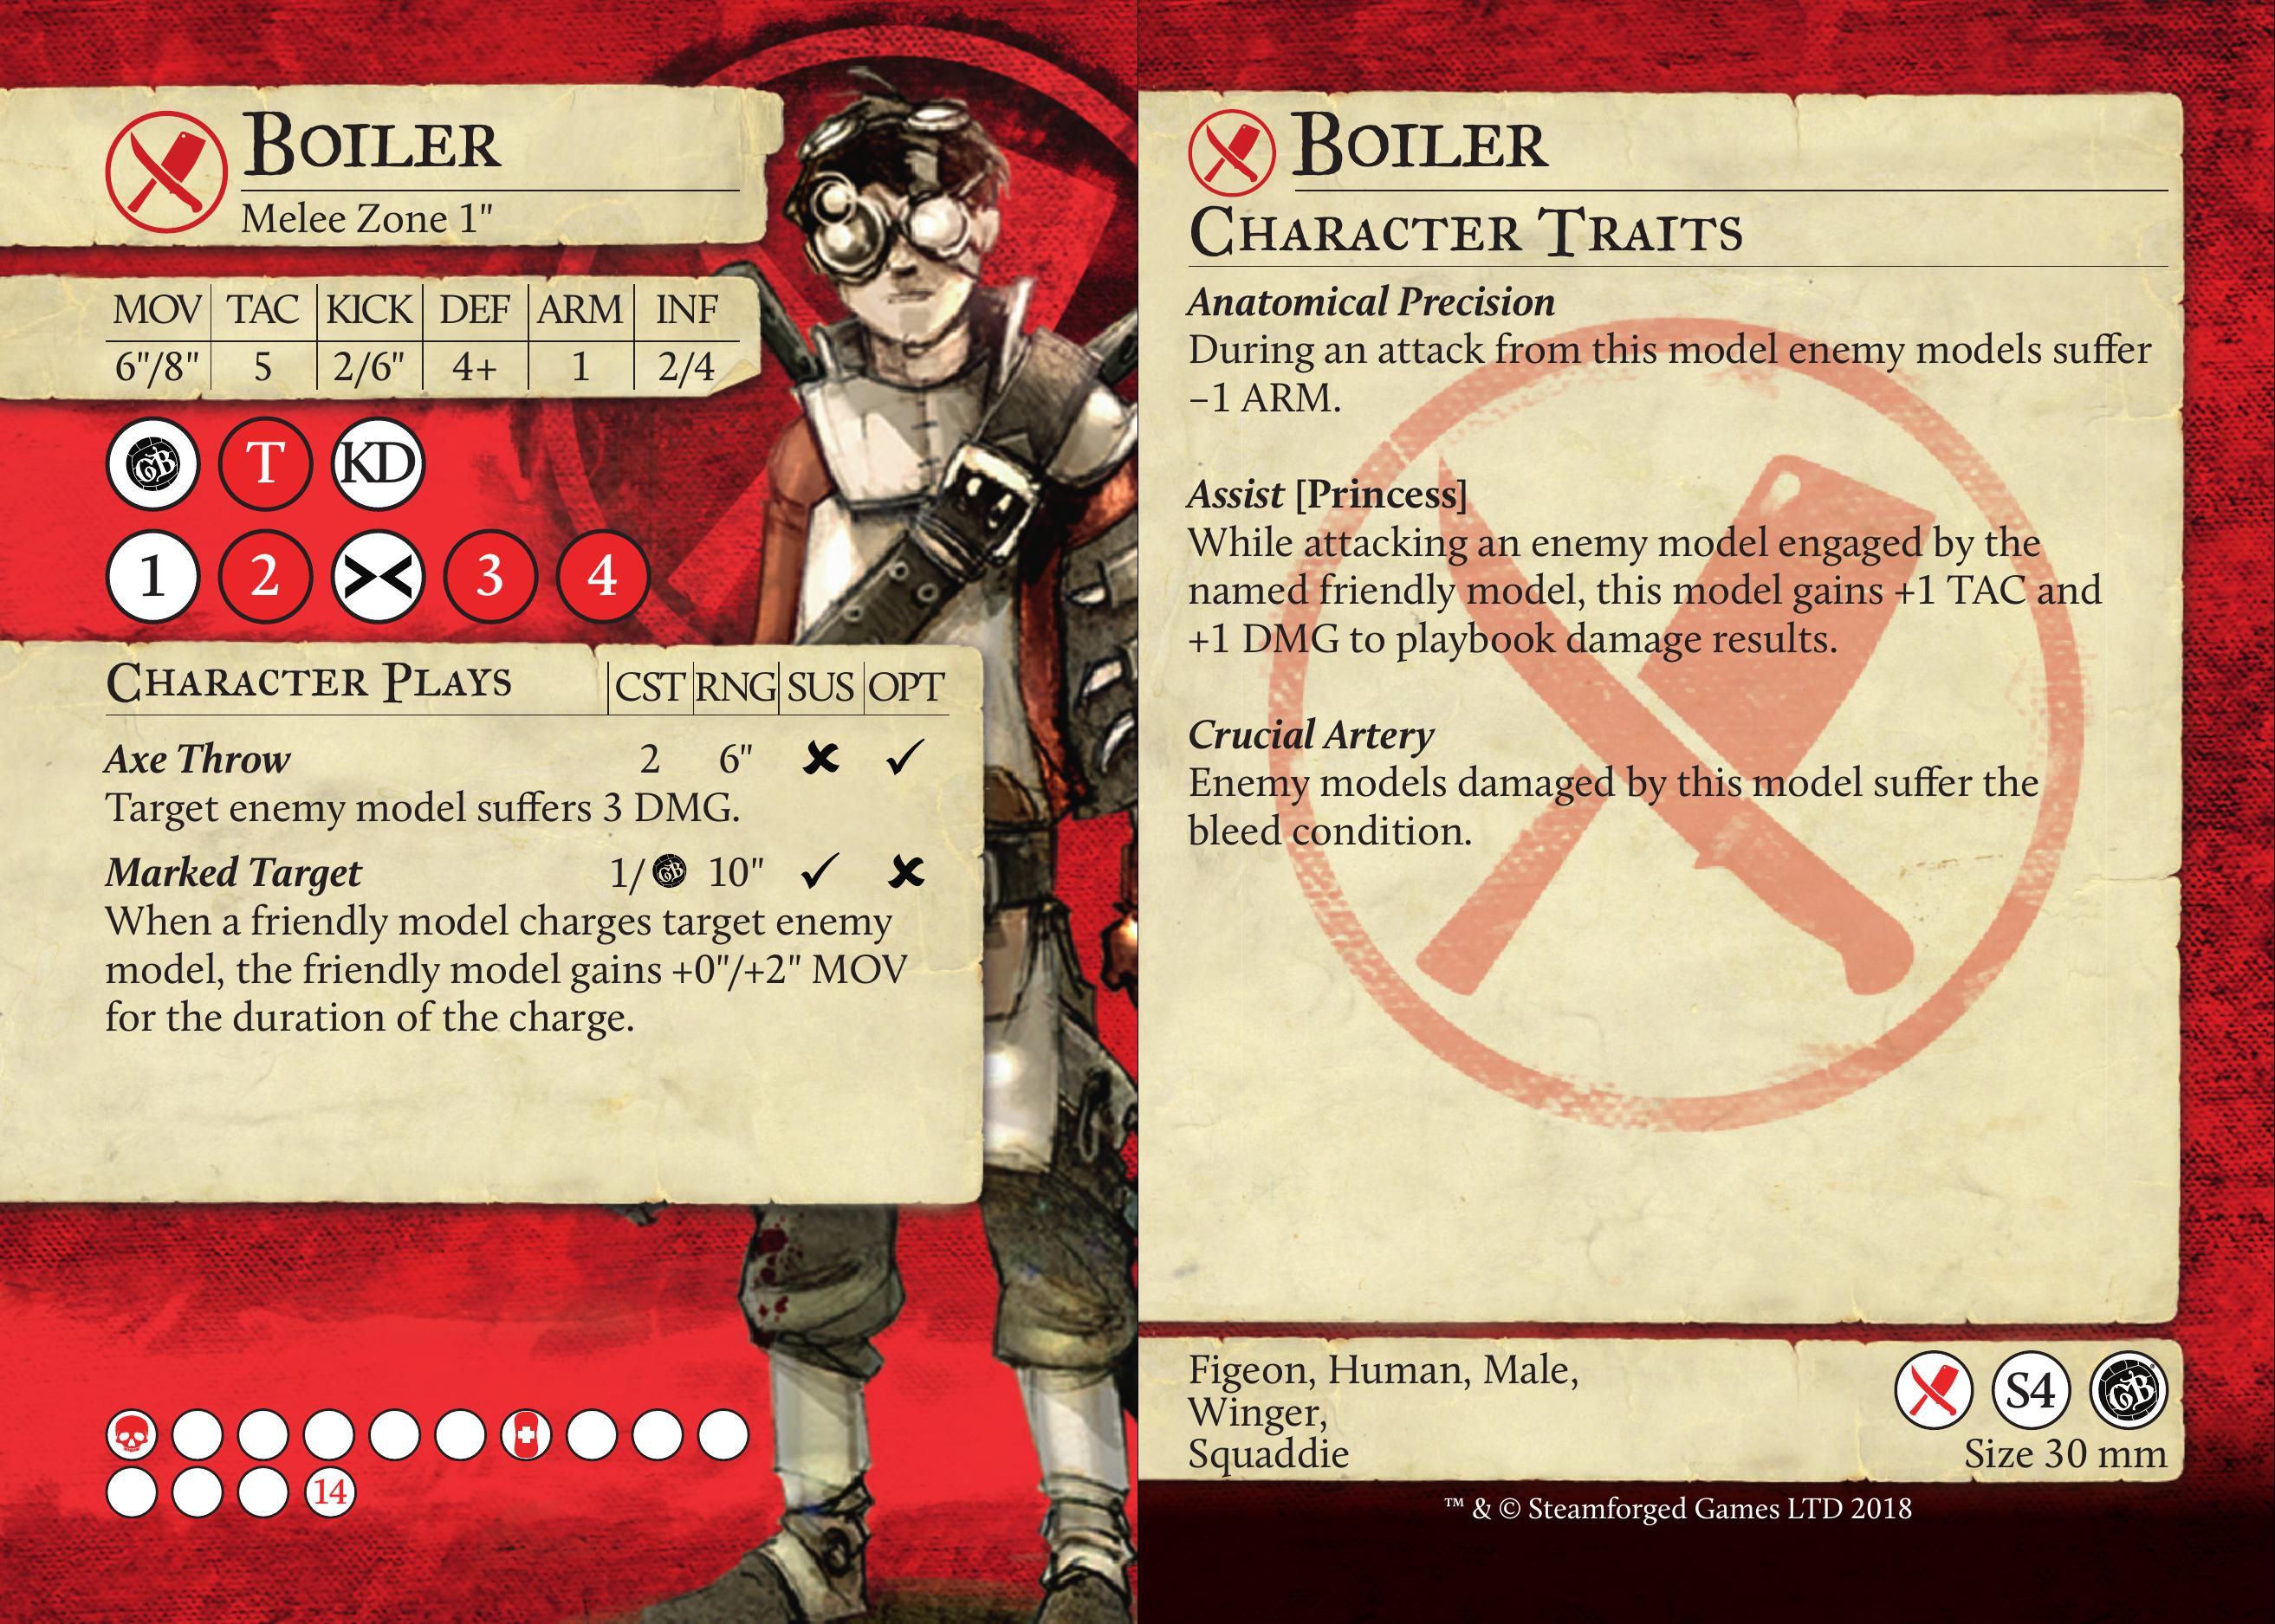 BOILER
Melee Zone 1"
MOV TAC KICK DEF ARM INF
6"/8" 5 2/6" 4+ 1 2/4
GB T KD
1 2 >< 3 4
CHARACTER PLAYS CST RNG SUS OPT
Axe Throw 2 6" ✘ ✓
Target enemy model suffers 3 DMG.
Marked Target 1/GB 10" ✓ ✘
When a friendly model charges target enemy
model, the friendly model gains +0"/+2" MOV
for the duration of the charge.
14
BOILER
CHARACTER TRAITS
Anatomical Precision
During an attack from this model enemy models suffer
–1 ARM.
Assist [Princess]
While attacking an enemy model engaged by the
named friendly model, this model gains +1 TAC and
+1 DMG to playbook damage results.
Crucial Artery
Enemy models damaged by this model suffer the
bleed condition.
Figeon, Human, Male,
Winger,
Squaddie
S4 GB
Size 30 mm
™ & © Steamforged Games LTD 2018